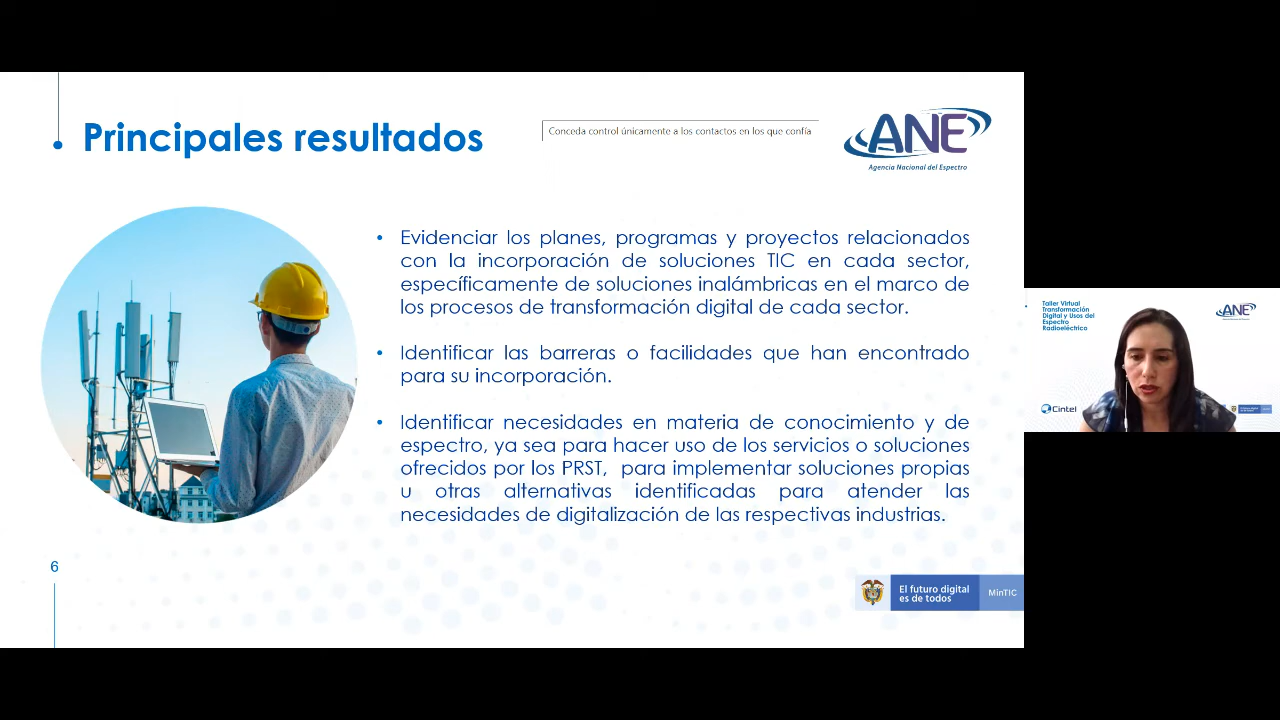 Principales resultados
Conceda control únicamente a los contactos en los que confía
ANE
Agencia Nacional del Espectro
• Evidenciar los planes, programas y proyectos relacionados
con la incorporación de soluciones TIC en cada sector,
específicamente de soluciones inalámbricas en el marco de
los procesos de transformación digital de cada sector.
• Identificar las barreras o facilidades que han encontrado
para su incorporación.
• Identificar necesidades en materia de conocimiento y de
espectro, ya sea para hacer uso de los servicios o soluciones
ofrecidos por los PRST, para implementar soluciones propias
u otras alternativas identificadas para atender las
necesidades de digitalización de las respectivas industrias.
6
El futuro digital
es de todos
MinTIC
Taller Virtual
Transformación
Digital y Usos del
Espectro
Radioeléctrico
ANE
Cintel